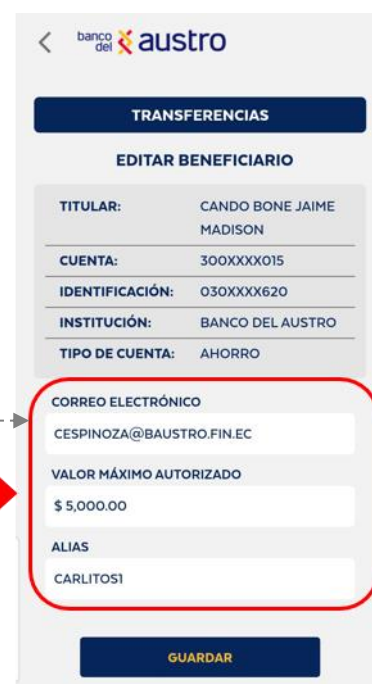 banco del austro
TRANSFERENCIAS
EDITAR BENEFICIARIO
TITULAR: CANDO BONE JAIME
MADISON
CUENTA: 300XXXX015
IDENTIFICACIÓN: 030XXXX620
INSTITUCIÓN: BANCO DEL AUSTRO
TIPO DE CUENTA: AHORRO
CORREO ELECTRÓNICO
CESPINOZA@BAUSTRO.FIN.EC
VALOR MÁXIMO AUTORIZADO
$ 5,000.00
ALIAS
CARLITOS1
GUARDAR